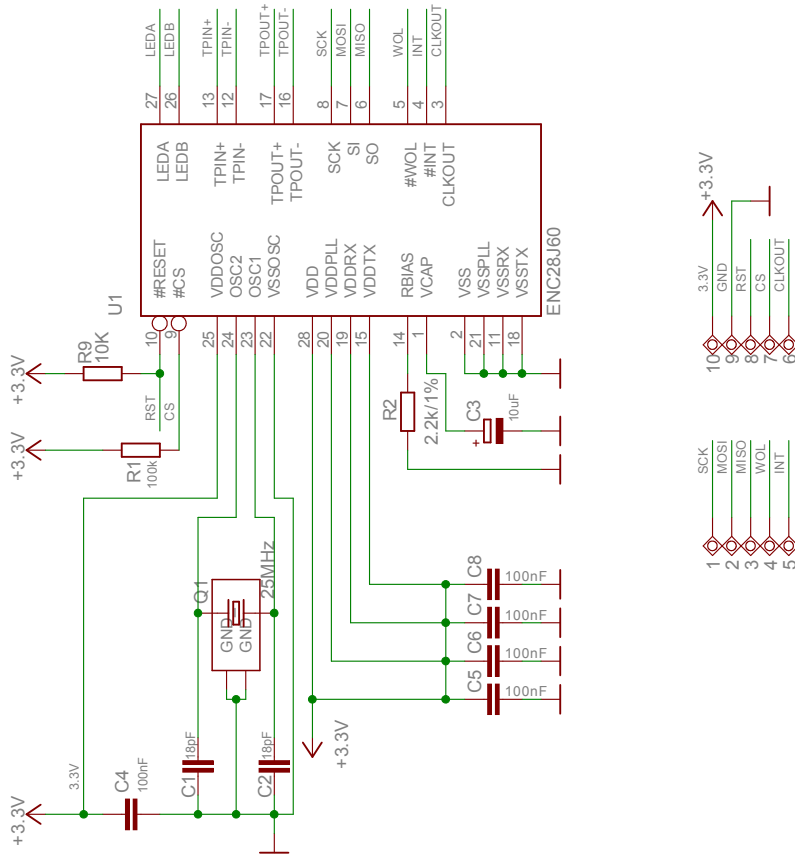 LEDA
LEDB
TPIN+
TPIN-
TPOUT+
TPOUT-
SCK
MOSI
MISO
WOL
INT
CLKOUT
27
26
13
12
17
16
8
7
6
5
4
3
LEDA
LEDB
TPIN+
TPIN-
TPOUT+
TPOUT-
SCK
SI
SO
#WOL
#INT
CLKOUT
#RESET
#CS
VDDOSC
OSC2
OSC1
VSSOSC
VDD
VDDPLL
VDDRX
VDDTX
RBIAS
VCAP
VSS
VSSPLL
VSSRX
VSSTX
U1
ENC28J60
10
9
25
24
23
22
28
20
19
15
14
1
2
21
11
18
+3.3V
R9
10K
RST
CS
+3.3V
R1
100k
R2
2.2k/1%
C3
+
10uF
Q1
25MHz
GND
GND
C8
100nF
C7
100nF
C6
100nF
C5
100nF
+3.3V
18pF
C1
18pF
C2
3.3V
C4
100nF
+3.3V
+3.3V
3.3V
GND
RST
CS
CLKOUT
10
9
8
7
6
SCK
MOSI
MISO
WOL
INT
1
2
3
4
5